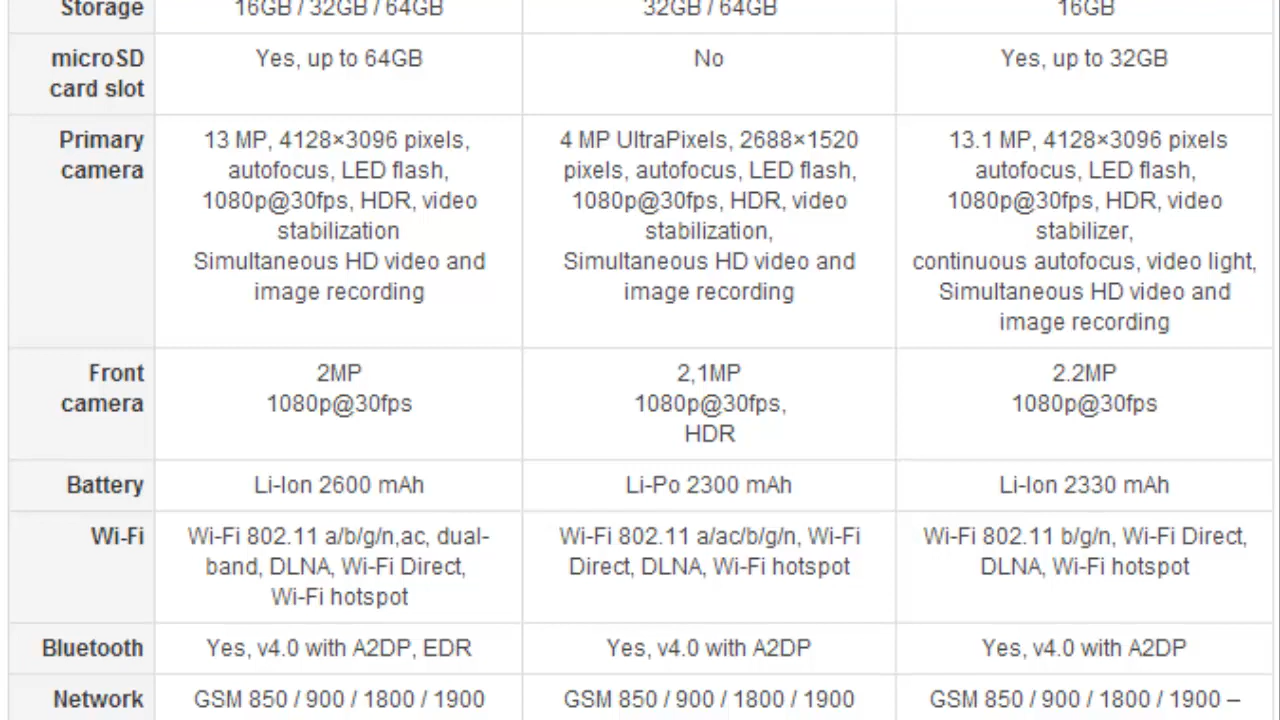 Storage
16GB / 32GB / 64GB
32GB / 64GB
16GB
microSD
card slot
Yes, up to 64GB
No
Yes, up to 32GB
Primary
camera
13 MP, 4128×3096 pixels,
autofocus, LED flash,
1080p@30fps, HDR, video
stabilization
Simultaneous HD video and
image recording
4 MP UltraPixels, 2688×1520
pixels, autofocus, LED flash,
1080p@30fps, HDR, video
stabilization,
Simultaneous HD video and
image recording
13.1 MP, 4128×3096 pixels
autofocus, LED flash,
1080p@30fps, HDR, video
stabilizer,
continuous autofocus, video light,
Simultaneous HD video and
image recording
Front
camera
2MP
1080p@30fps
2,1MP
1080p@30fps,
HDR
2.2MP
1080p@30fps
Battery
Li-Ion 2600 mAh
Li-Po 2300 mAh
Li-Ion 2330 mAh
Wi-Fi
Wi-Fi 802.11 a/b/g/n,ac, dual-
band, DLNA, Wi-Fi Direct,
Wi-Fi hotspot
Wi-Fi 802.11 a/ac/b/g/n, Wi-Fi
Direct, DLNA, Wi-Fi hotspot
Wi-Fi 802.11 b/g/n, Wi-Fi Direct,
DLNA, Wi-Fi hotspot
Bluetooth
Yes, v4.0 with A2DP, EDR
Yes, v4.0 with A2DP
Yes, v4.0 with A2DP
Network
GSM 850 / 900 / 1800 / 1900
GSM 850 / 900 / 1800 / 1900
GSM 850 / 900 / 1800 / 1900 –